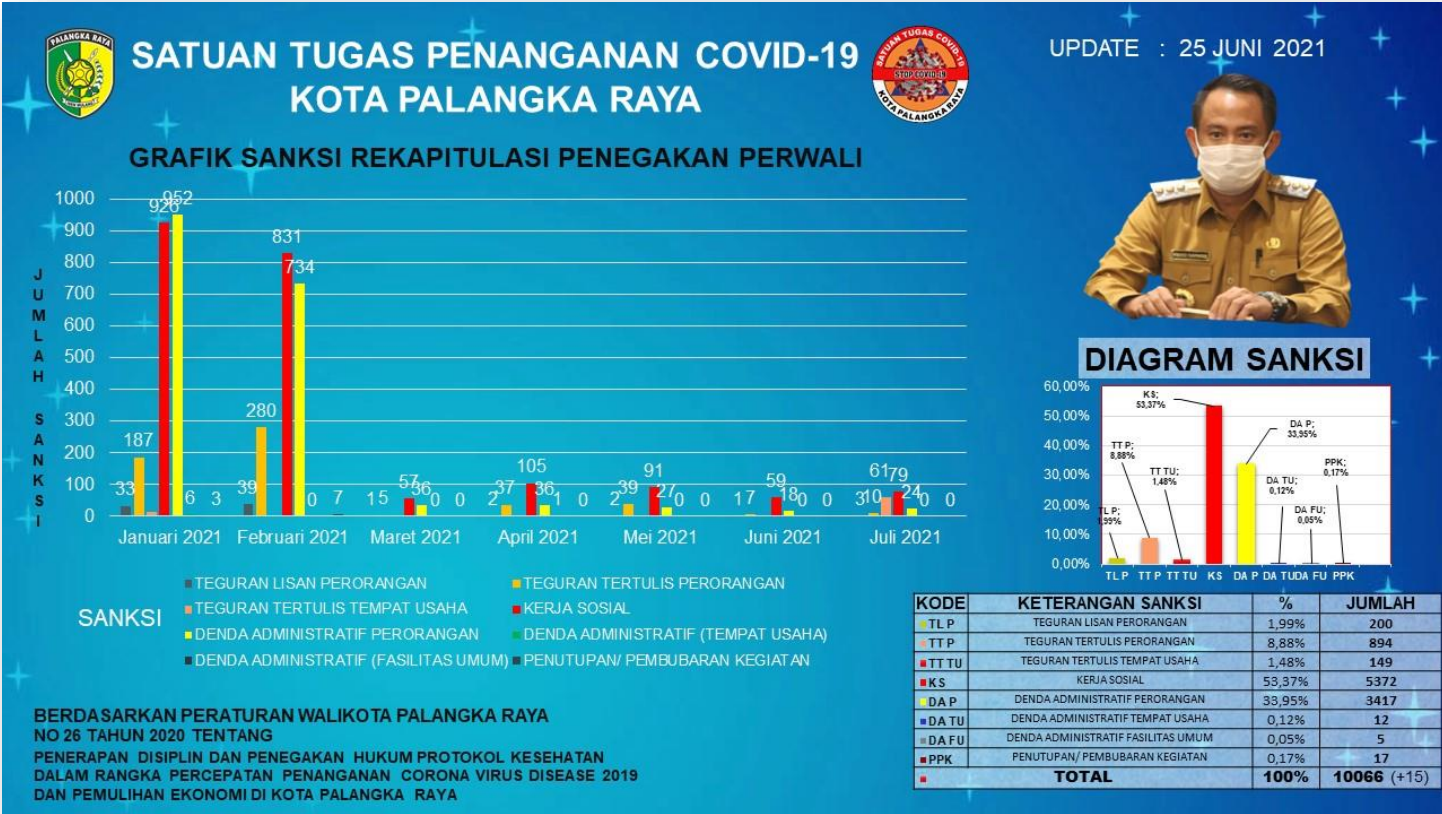 PALANGKA RAYA
SATUAN TUGAS PENANGANAN COVID-19
KOTA PALANGKA RAYA
SATUAN TUGAS COVID-19
STOP COVID-19
KOTA PALANGKA RAYA
UPDATE : 25 JUNI 2021
GRAFIK SANKSI REKAPITULASI PENEGAKAN PERWALI
JUMLAH SANKSI
1000
900
800
700
600
500
400
300
200
100
0
33 187 926 952 6 3
39 280 831 734 0 7
15 57 36 0 0
2 37 105 36 1 0
2 39 91 27 0 0
17 59 18 0 0
3 10 61 79 24 0 0
Januari 2021 Februari 2021 Maret 2021 April 2021 Mei 2021 Juni 2021 Juli 2021
SANKSI
TEGURAN LISAN PERORANGAN TEGURAN TERTULIS PERORANGAN
TEGURAN TERTULIS TEMPAT USAHA KERJA SOSIAL
DENDA ADMINISTRATIF PERORANGAN DENDA ADMINISTRATIF (TEMPAT USAHA)
DENDA ADMINISTRATIF (FASILITAS UMUM) PENUTUPAN/ PEMBUBARAN KEGIATAN
BERDASARKAN PERATURAN WALIKOTA PALANGKA RAYA
NO 26 TAHUN 2020 TENTANG
PENERAPAN DISIPLIN DAN PENEGAKAN HUKUM PROTOKOL KESEHATAN
DALAM RANGKA PERCEPATAN PENANGANAN CORONA VIRUS DISEASE 2019
DAN PEMULIHAN EKONOMI DI KOTA PALANGKA RAYA
DIAGRAM SANKSI
60,00%
50,00%
40,00%
30,00%
20,00%
10,00%
0,00%
TL P; 1,99%
TT P; 8,88%
TT TU; 1,48%
KS; 53,37%
DA P; 33,95%
DA TU; 0,12%
DA FU; 0,05%
PPK; 0,17%
TL P TT P TT TU KS DA P DA TU DA FU PPK
KODE KETERANGAN SANKSI % JUMLAH
TL P TEGURAN LISAN PERORANGAN 1,99% 200
TT P TEGURAN TERTULIS PERORANGAN 8,88% 894
TT TU TEGURAN TERTULIS TEMPAT USAHA 1,48% 149
KS KERJA SOSIAL 53,37% 5372
DA P DENDA ADMINISTRATIF PERORANGAN 33,95% 3417
DA TU DENDA ADMINISTRATIF TEMPAT USAHA 0,12% 12
DA FU DENDA ADMINISTRATIF FASILITAS UMUM 0,05% 5
PPK PENUTUPAN/ PEMBUBARAN KEGIATAN 0,17% 17
TOTAL 100% 10066 (+15)